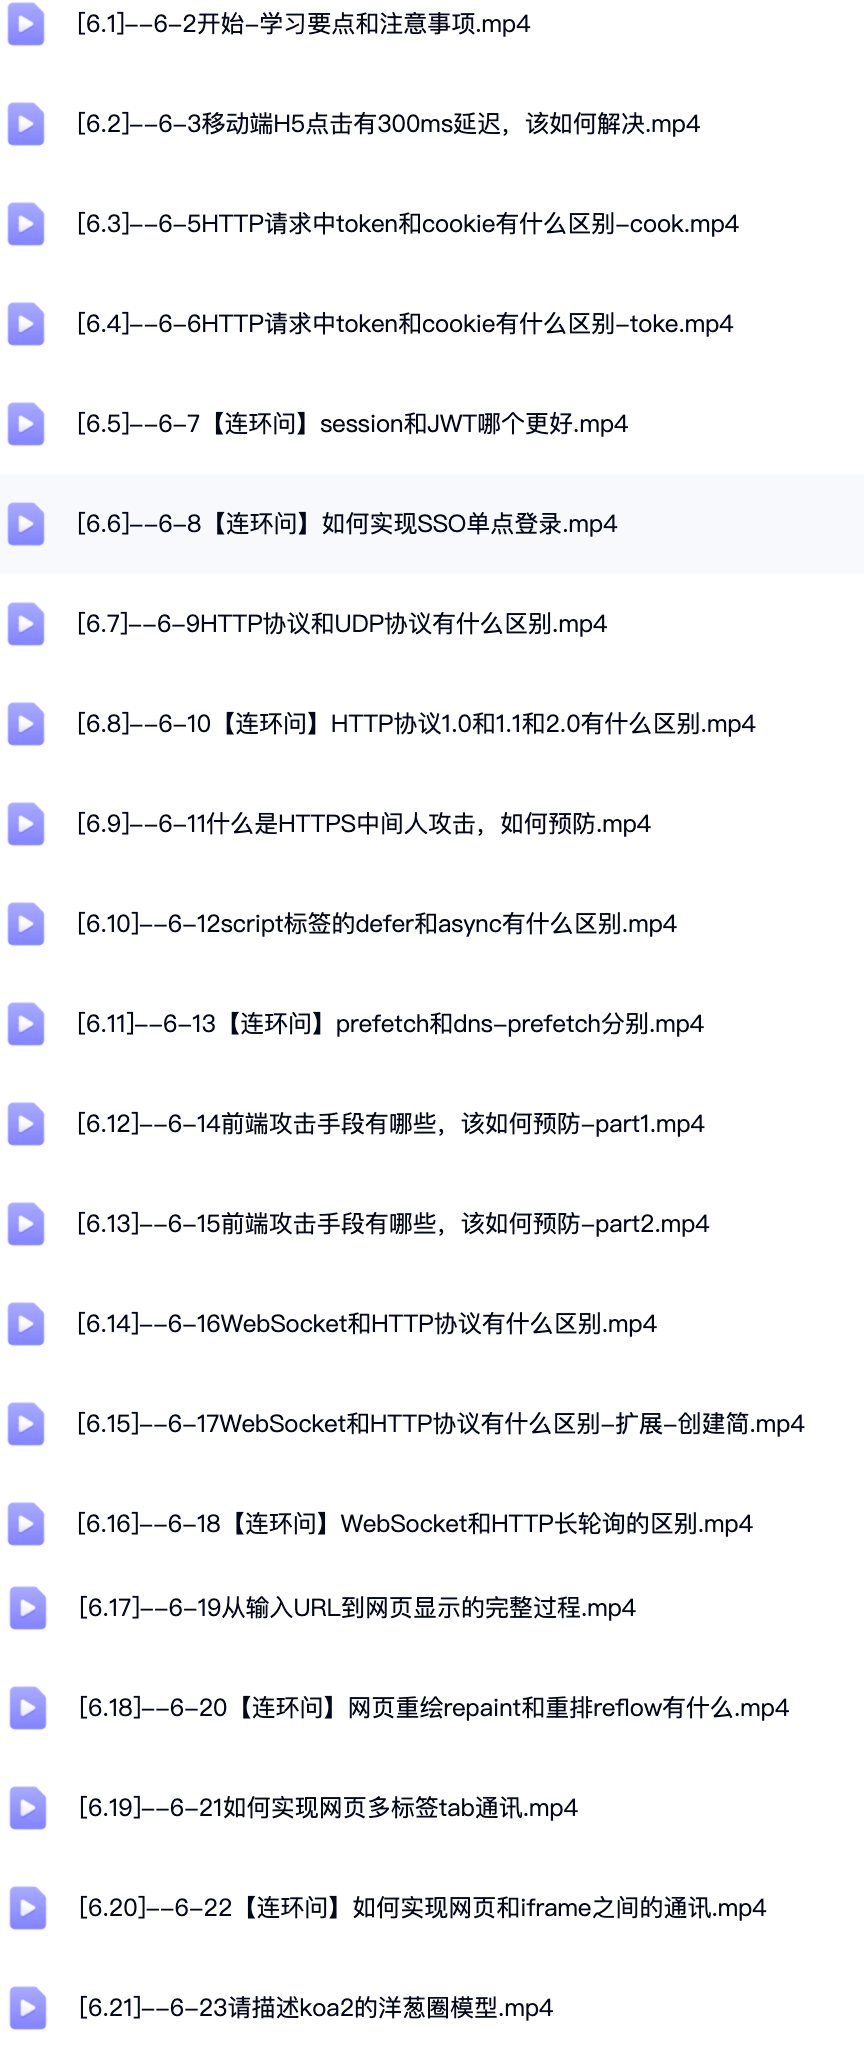 [6.1]--6-2开始-学习要点和注意事项.mp4
[6.2]--6-3移动端H5点击有300ms延迟，该如何解决.mp4
[6.3]--6-5HTTP请求中token和cookie有什么区别-cook.mp4
[6.4]--6-6HTTP请求中token和cookie有什么区别-toke.mp4
[6.5]--6-7【连环问】session和JWT哪个更好.mp4
[6.6]--6-8【连环问】如何实现SSO单点登录.mp4
[6.7]--6-9HTTP协议和UDP协议有什么区别.mp4
[6.8]--6-10【连环问】HTTP协议1.0和1.1和2.0有什么区别.mp4
[6.9]--6-11什么是HTTPS中间人攻击，如何预防.mp4
[6.10]--6-12script标签的defer和async有什么区别.mp4
[6.11]--6-13【连环问】prefetch和dns-prefetch分别.mp4
[6.12]--6-14前端攻击手段有哪些，该如何预防-part1.mp4
[6.13]--6-15前端攻击手段有哪些，该如何预防-part2.mp4
[6.14]--6-16WebSocket和HTTP协议有什么区别.mp4
[6.15]--6-17WebSocket和HTTP协议有什么区别-扩展-创建简.mp4
[6.16]--6-18【连环问】WebSocket和HTTP长轮询的区别.mp4
[6.17]--6-19从输入URL到网页显示的完整过程.mp4
[6.18]--6-20【连环问】网页重绘repaint和重排reflow有什么.mp4
[6.19]--6-21如何实现网页多标签tab通讯.mp4
[6.20]--6-22【连环问】如何实现网页和iframe之间的通讯.mp4
[6.21]--6-23请描述koa2的洋葱圈模型.mp4